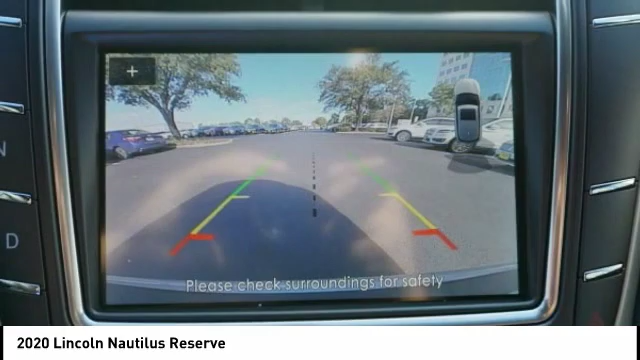 +
N
D
Please check surroundings for safety
2020 Lincoln Nautilus Reserve